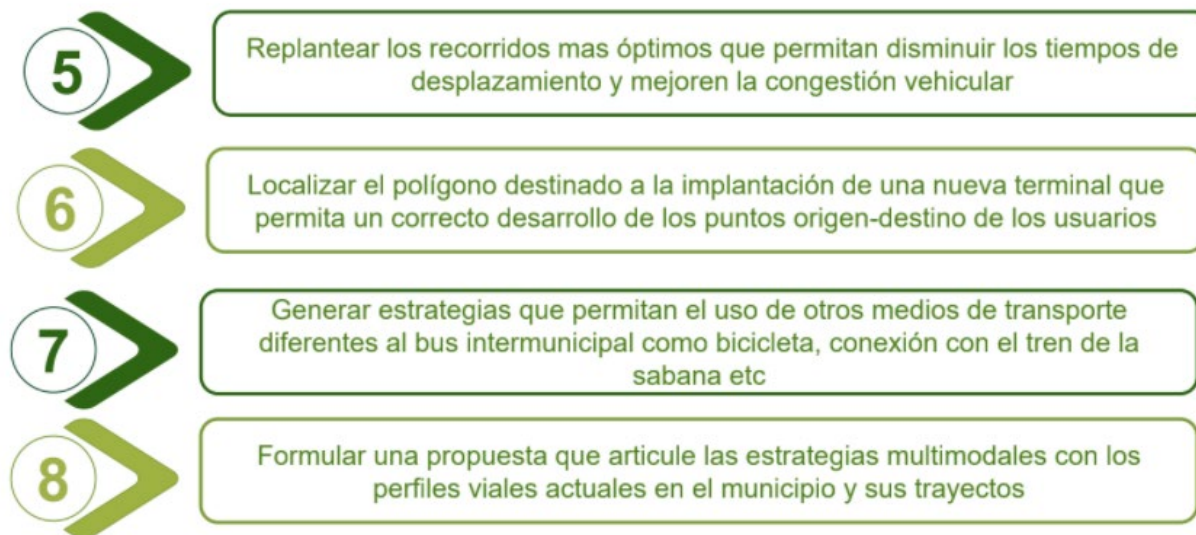 5
Replantear los recorridos mas óptimos que permitan disminuir los tiempos de
desplazamiento y mejoren la congestión vehicular
6
Localizar el polígono destinado a la implantación de una nueva terminal que
permita un correcto desarrollo de los puntos origen-destino de los usuarios
7
Generar estrategias que permitan el uso de otros medios de transporte
diferentes al bus intermunicipal como bicicleta, conexión con el tren de la
sabana etc
8
Formular una propuesta que articule las estrategias multimodales con los
perfiles viales actuales en el municipio y sus trayectos